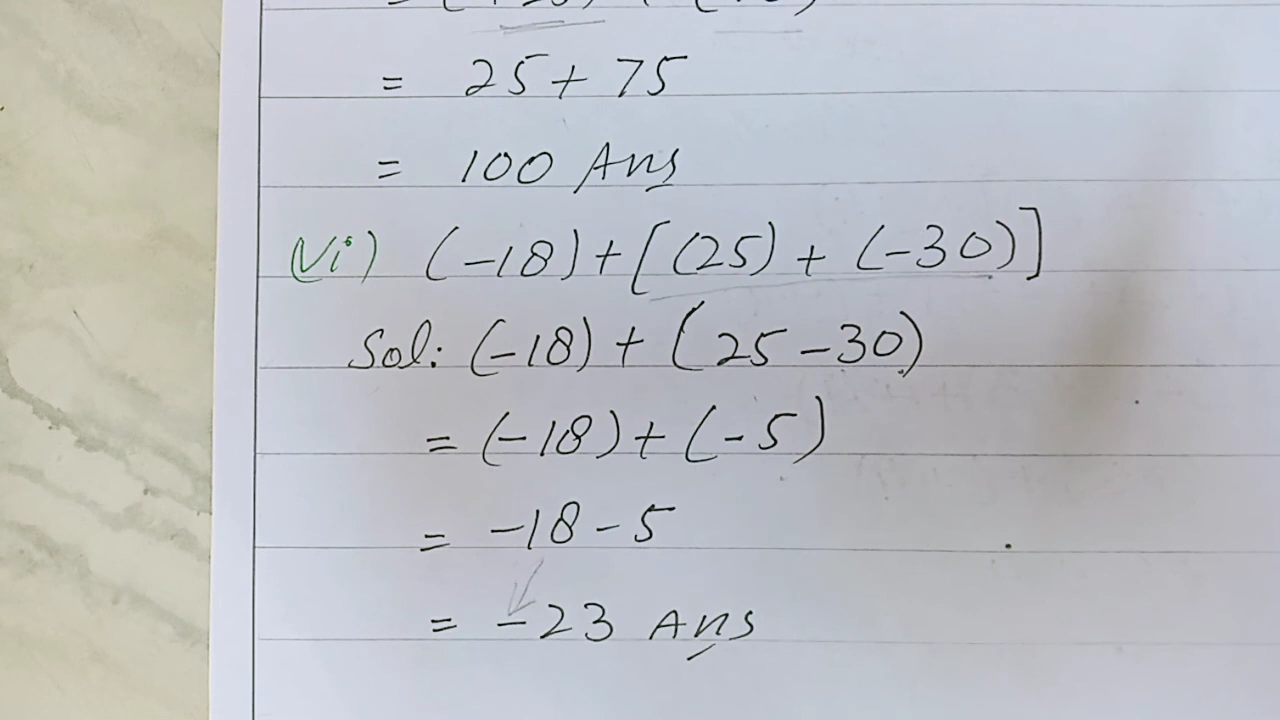 = 25 + 75
= 100 Ans
(vi) (-18) + [(25) + (-30)]
Sol: (-18) + (25 - 30)
= (-18) + (-5)
= -18 - 5
= -23 Ans